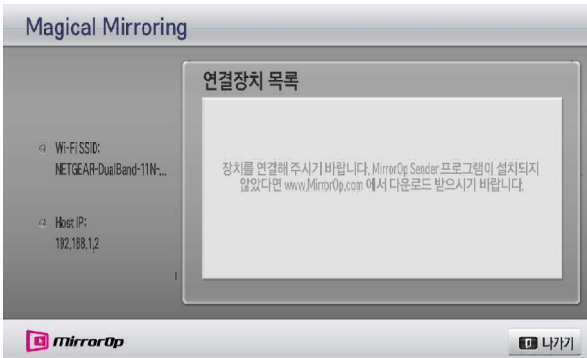 Magical Mirroring
연결장치 목록
Wi-Fi SSID:
NETGEAR-DualBand-11N-...
장치를 연결해 주시기 바랍니다, MirrorOp Sender 프로그램이 설치되지
않았다면 www.MirrorOp.com 에서 다운로드 받으시기 바랍니다.
Host IP:
192,188,1,2
MirrorOp
나가기